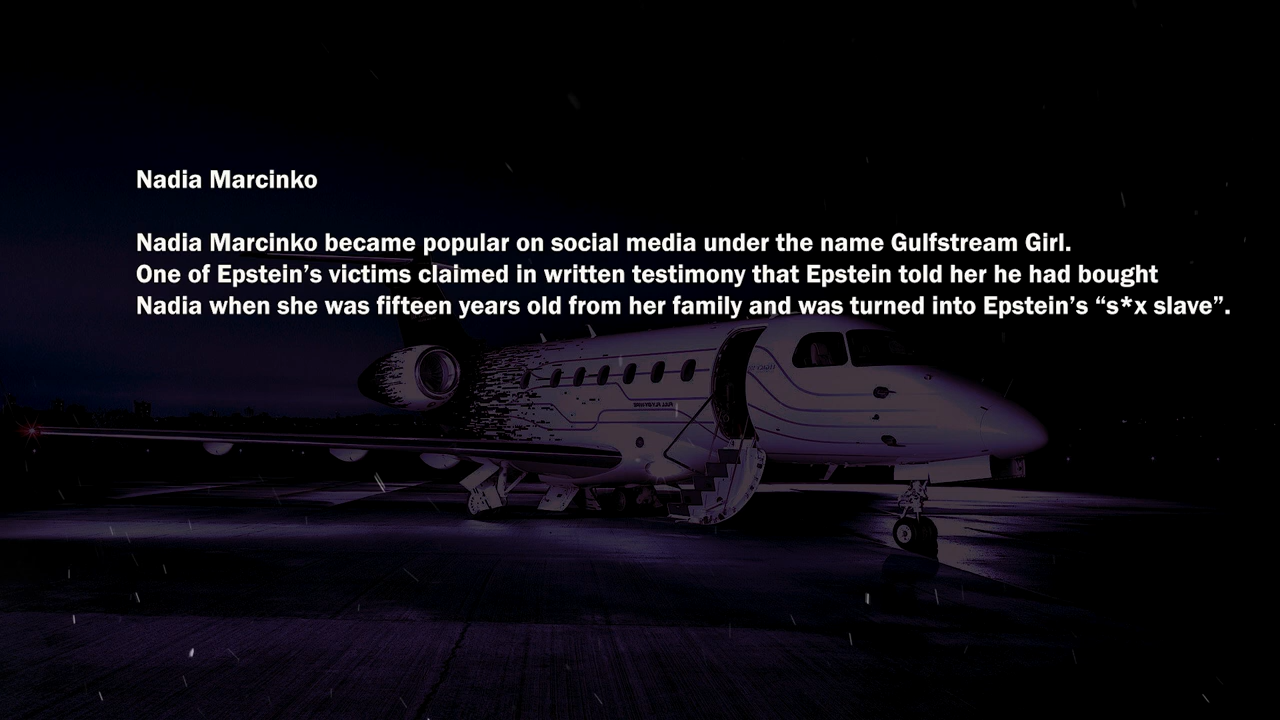 Nadia Marcinko
Nadia Marcinko became popular on social media under the name Gulfstream Girl.
One of Epstein’s victims claimed in written testimony that Epstein told her he had bought
Nadia when she was fifteen years old from her family and was turned into Epstein’s “s*x slave”.